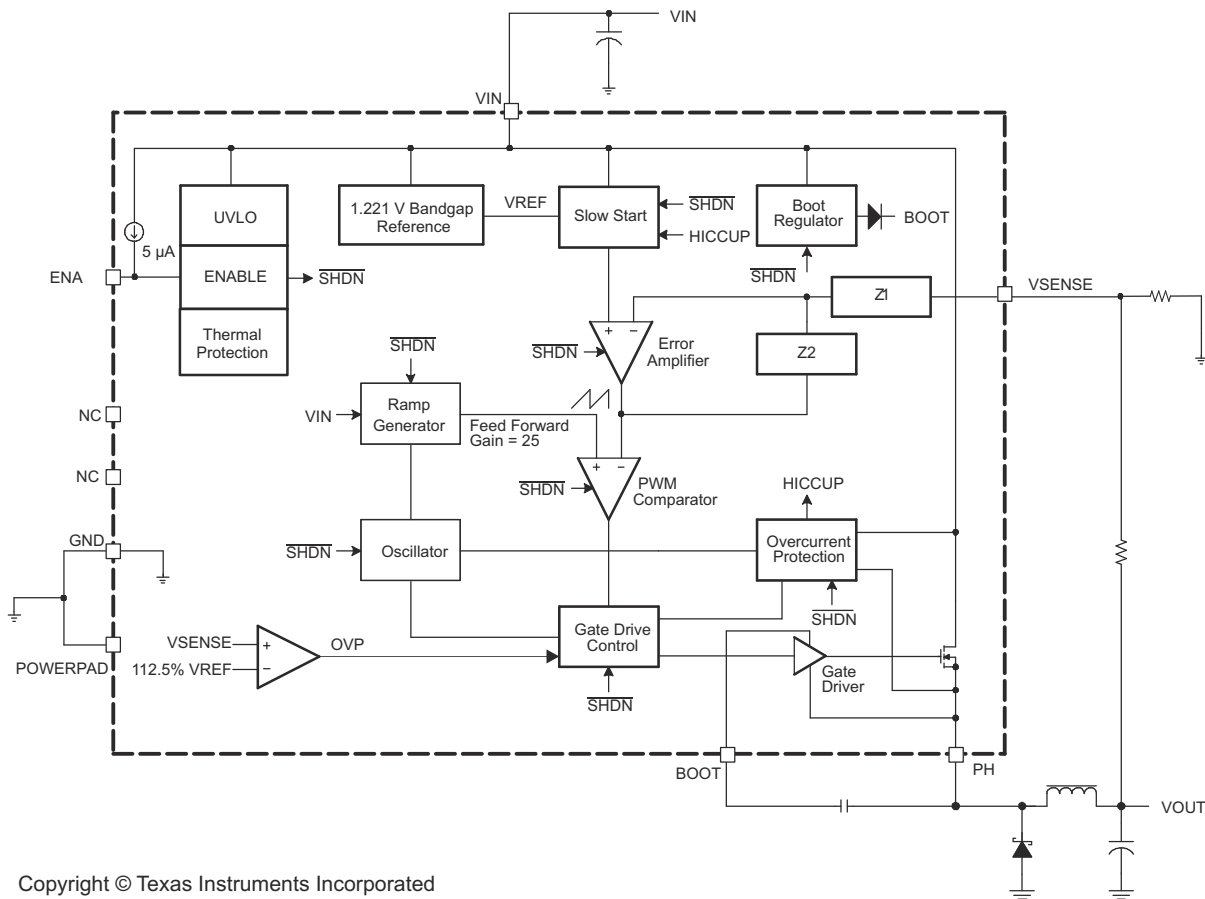 VIN
VIN
UVLO
1.221 V Bandgap
Reference
VREF
Slow Start
SHDN
HICCUP
Boot
Regulator
BOOT
5 µA
ENA
ENABLE
SHDN
SHDN
Z1
VSENSE
Thermal
Protection
+
−
SHDN
Error
Amplifier
Z2
SHDN
NC
VIN
Ramp
Generator
Feed Forward
Gain = 25
+
−
NC
SHDN
PWM
Comparator
HICCUP
GND
SHDN
Oscillator
Overcurrent
Protection
SHDN
Gate Drive
Control
VSENSE
+
OVP
POWERPAD
112.5% VREF
−
Gate
Driver
SHDN
BOOT
PH
VOUT
Copyright © Texas Instruments Incorporated